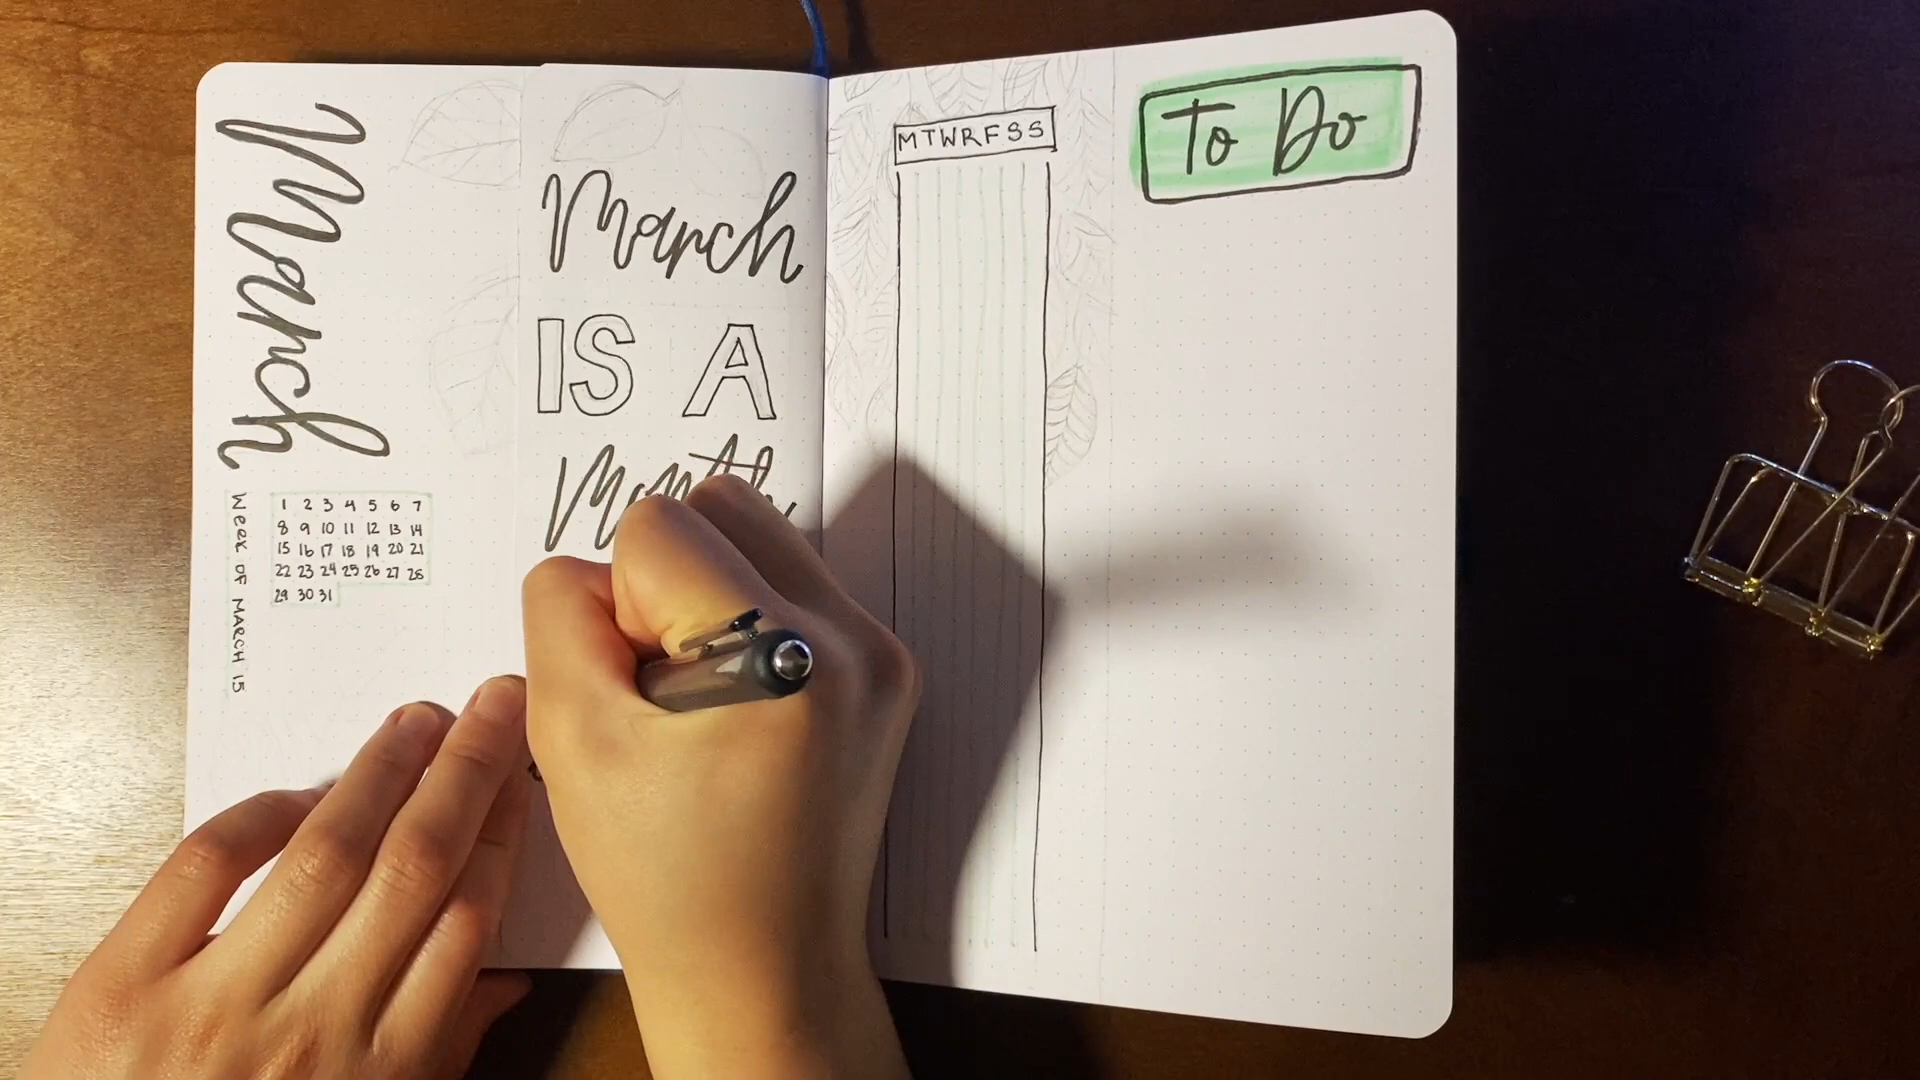 March
WEEK OF MARCH 15
1 2 3 4 5 6 7
8 9 10 11 12 13 14
15 16 17 18 19 20 21
22 23 24 25 26 27 28
29 30 31
March
IS A
Month
MTWRFSS
To Do